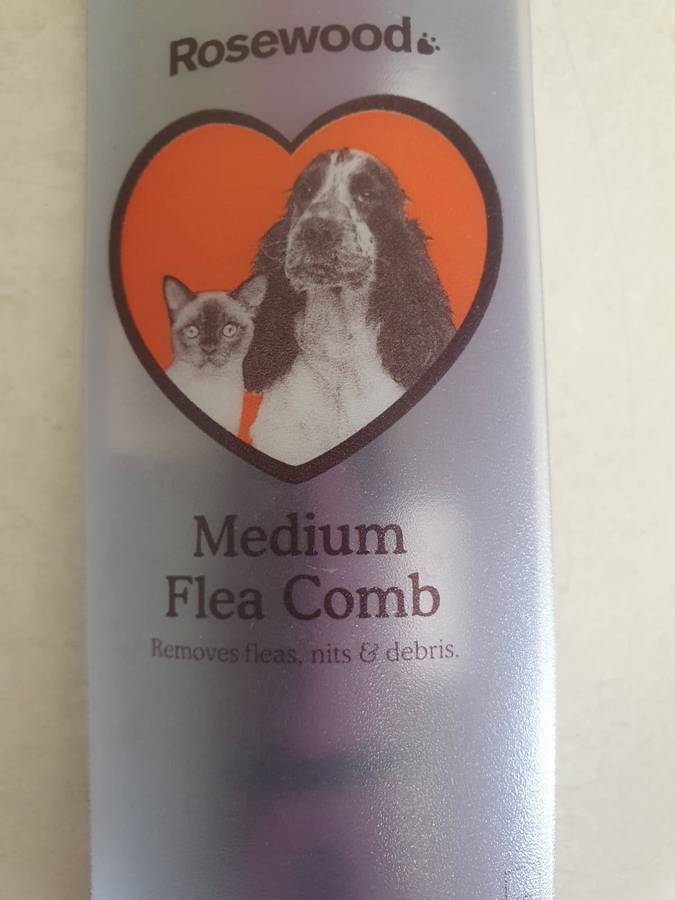 Rosewood
Medium
Flea Comb
Removes fleas, nits & debris.